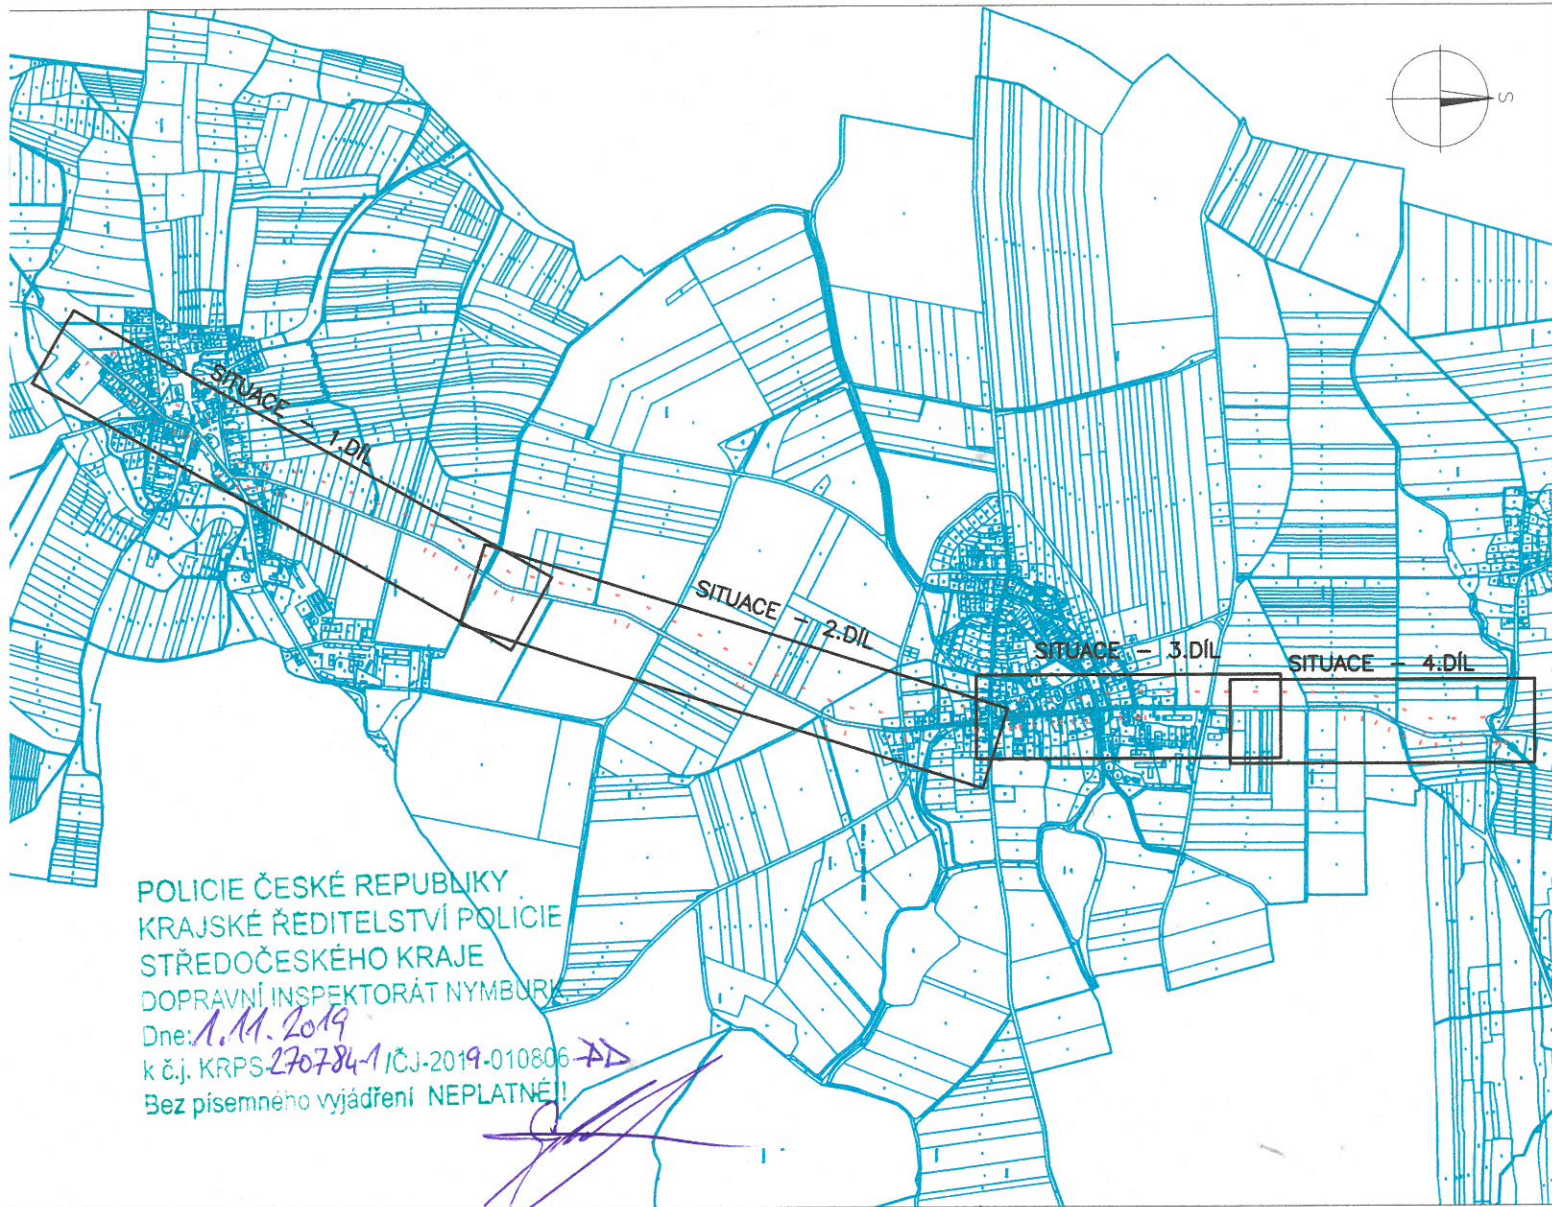 S
SITUACE – 1.DÍL
SITUACE – 2.DÍL
SITUACE – 3.DÍL
SITUACE – 4.DÍL
POLICIE ČESKÉ REPUBLIKY
KRAJSKÉ ŘEDITELSTVÍ POLICIE
STŘEDOČESKÉHO KRAJE
DOPRAVNÍ INSPEKTORÁT NYMBURK
Dne: 1.11.2019
k č.j. KRPS-270784-1/ČJ-2019-010806-DD
Bez písemného vyjádření NEPLATNÉ!!